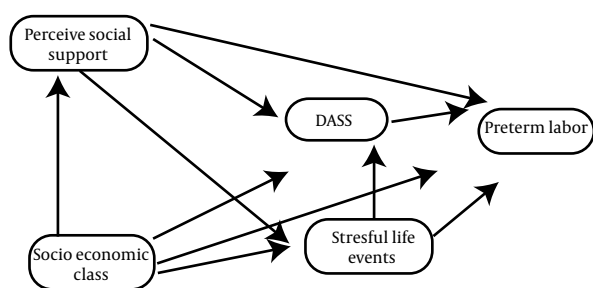 Perceive social
support
DASS
Preterm labor
Socio economic
class
Stresful life
events